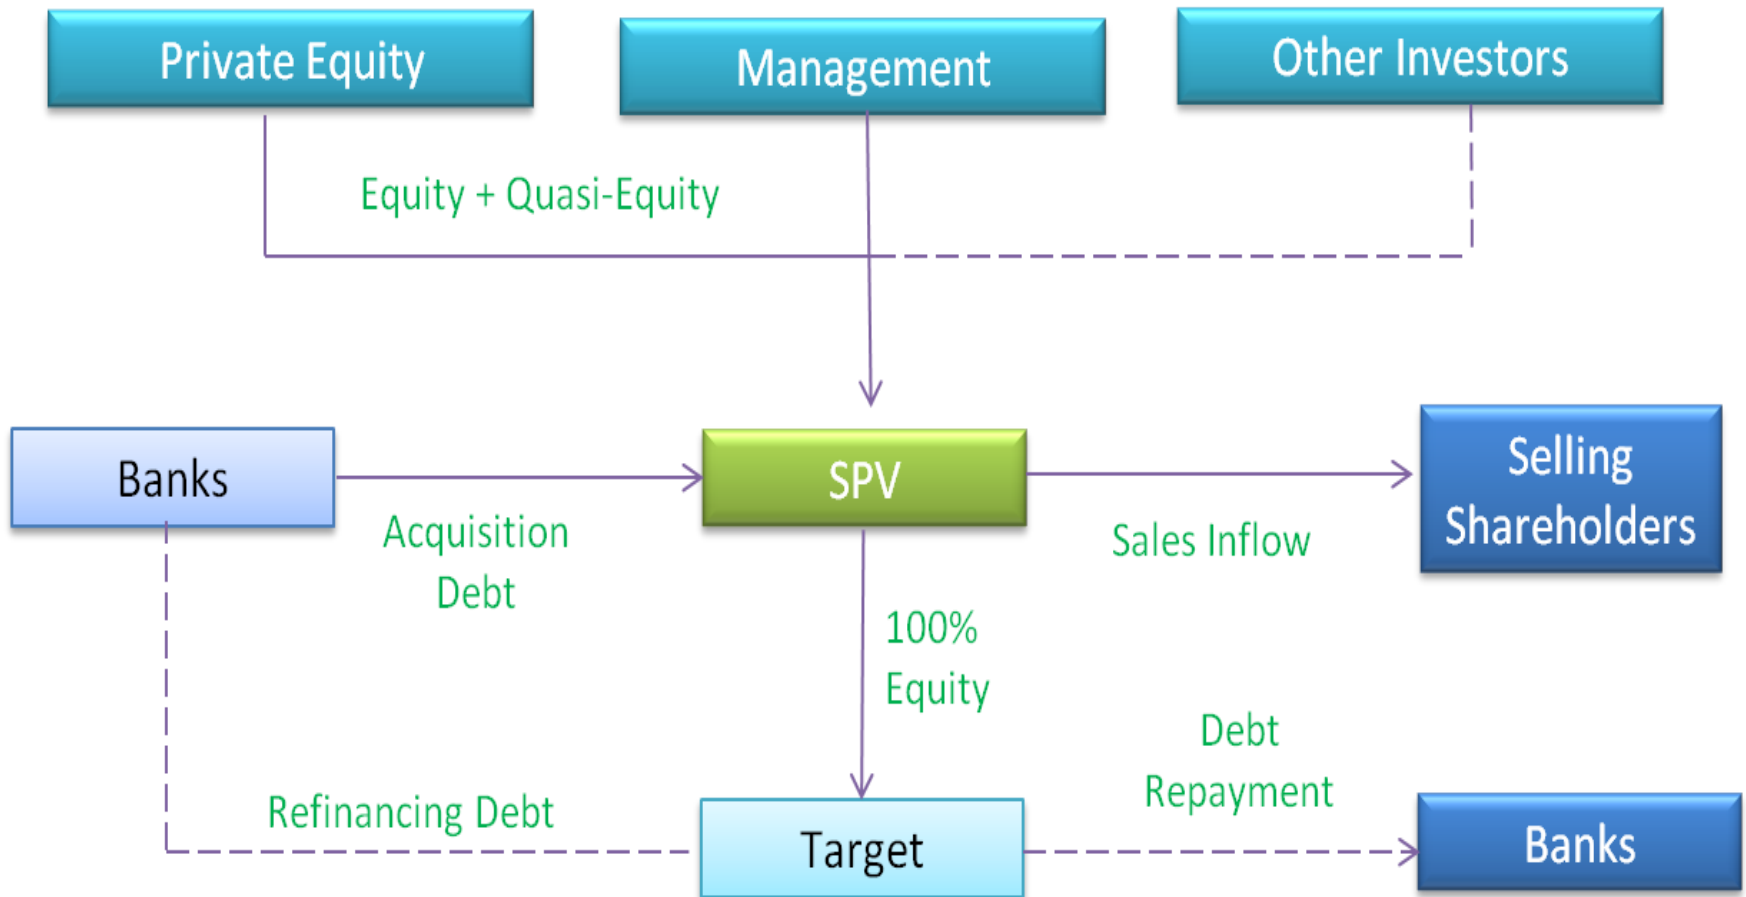 Private Equity
Management
Other Investors
Equity + Quasi-Equity
Banks
SPV
Selling
Shareholders
Acquisition
Debt
Sales Inflow
100%
Equity
Debt
Repayment
Refinancing Debt
Target
Banks